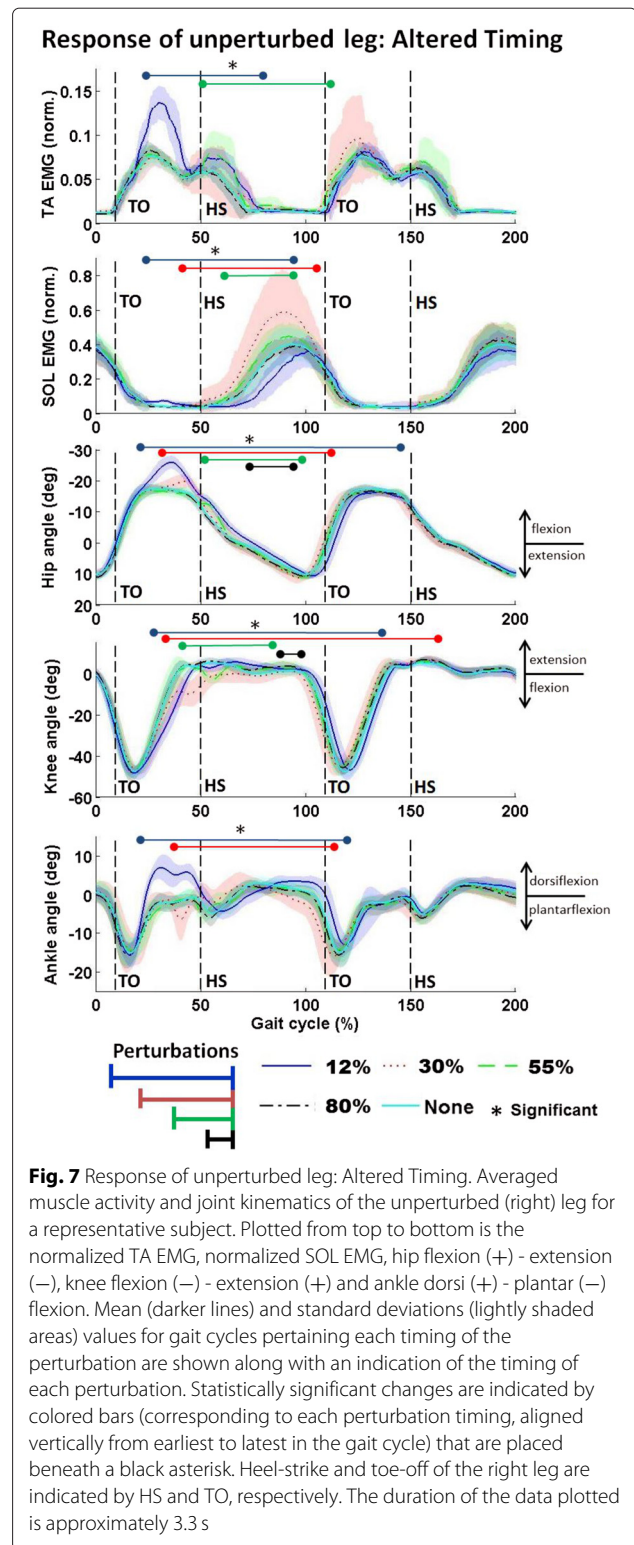 Response of unperturbed leg: Altered Timing
*
0.15
0.1
0.05
0
TA EMG (norm.)
TO
HS
TO
HS
0 50 100 150 200
*
0.8
0.6
0.4
0.2
0
SOL EMG (norm.)
TO
HS
TO
HS
0 50 100 150 200
*
-30
-20
-10
0
10
20
Hip angle (deg)
TO
HS
TO
HS
flexion
extension
0 50 100 150 200
*
0
-20
-40
-60
Knee angle (deg)
TO
HS
TO
HS
extension
flexion
0 50 100 150 200
*
10
0
-10
-20
Ankle angle (deg)
TO
HS
TO
HS
dorsiflexion
plantarflexion
0 50 100 150 200
Gait cycle (%)
Perturbations
12% 30% 55%
80% None * Significant
Fig. 7 Response of unperturbed leg: Altered Timing. Averaged
muscle activity and joint kinematics of the unperturbed (right) leg for
a representative subject. Plotted from top to bottom is the
normalized TA EMG, normalized SOL EMG, hip flexion (+) - extension
(−), knee flexion (−) - extension (+) and ankle dorsi (+) - plantar (−)
flexion. Mean (darker lines) and standard deviations (lightly shaded
areas) values for gait cycles pertaining each timing of the
perturbation are shown along with an indication of the timing of
each perturbation. Statistically significant changes are indicated by
colored bars (corresponding to each perturbation timing, aligned
vertically from earliest to latest in the gait cycle) that are placed
beneath a black asterisk. Heel-strike and toe-off of the right leg are
indicated by HS and TO, respectively. The duration of the data plotted
is approximately 3.3 s